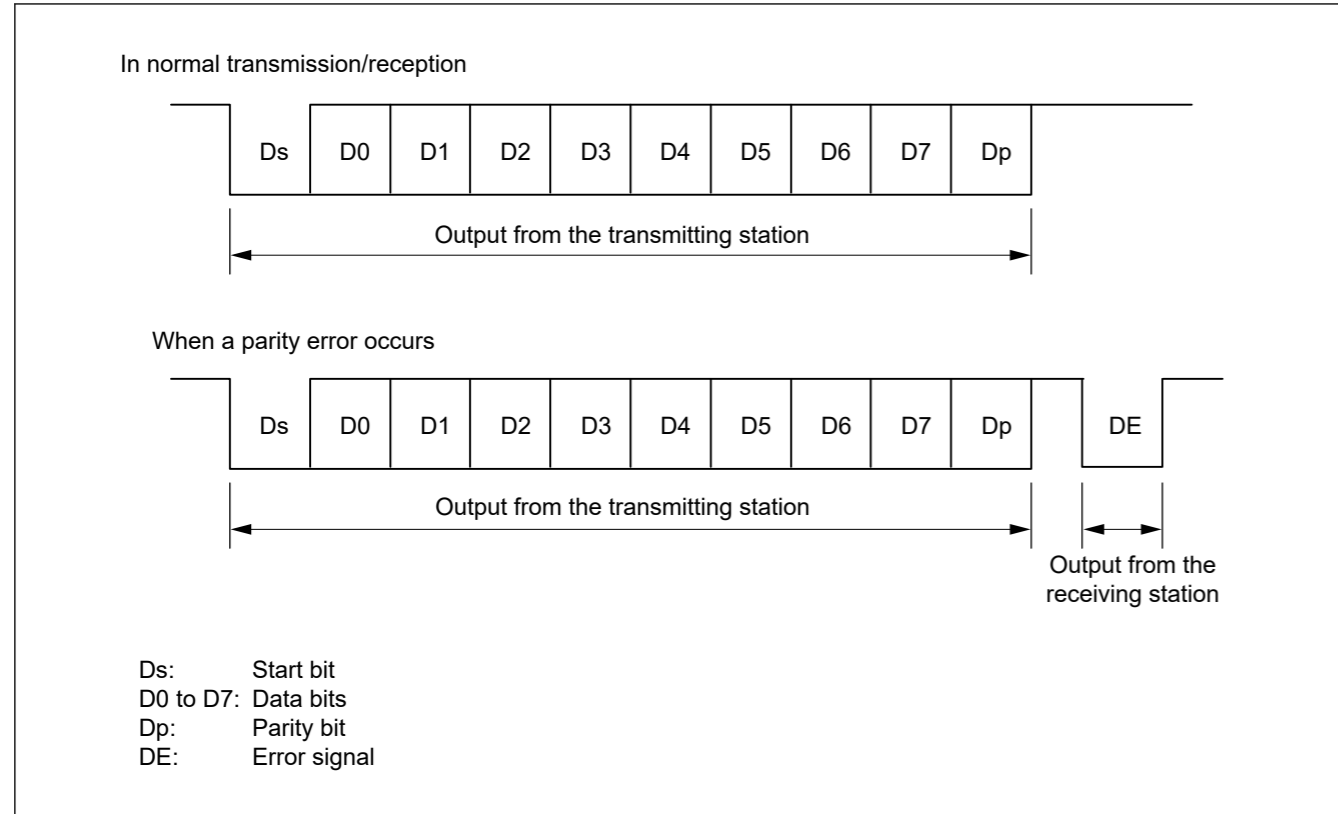 In normal transmission/reception
Ds D0 D1 D2 D3 D4 D5 D6 D7 Dp
Output from the transmitting station
When a parity error occurs
Ds D0 D1 D2 D3 D4 D5 D6 D7 Dp DE
Output from the transmitting station
Output from the
receiving station
Ds: Start bit
D0 to D7: Data bits
Dp: Parity bit
DE: Error signal